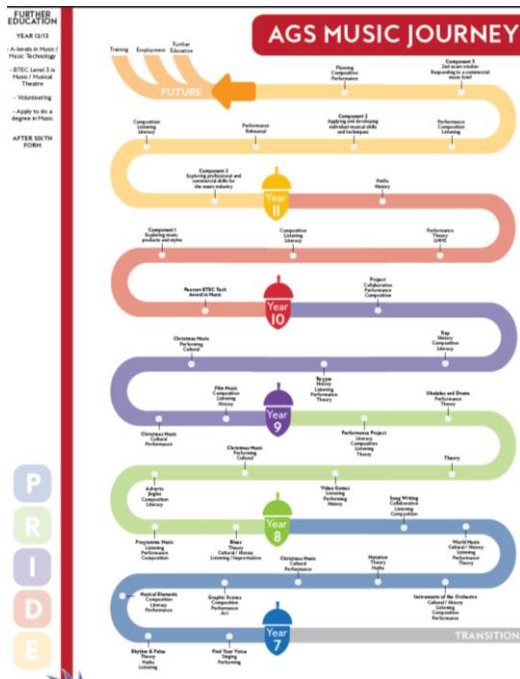 FURTHER
EDUCATION
YEAR 12/13
- A-levels in Music /
Music Technology
- BTEC Level 3 in
Music / Musical
Theatre
- Volunteering
- Apply to do a
degree in Music
AFTER SIXTH
FORM
AGS MUSIC JOURNEY
Training
Employment
Further
Education
FUTURE
Planning
Composition
Performance
Component 3
2nd exam window
Responding to a commercial
music brief
Composition
Listening
Literacy
Performance
Rehearsal
Component 2
Applying and developing
individual musical skills
and techniques
Performance
Composition
Listening
Component 2
Exploring professional and
commercial skills for
the music industry
Year
11
Maths
History
Component 1
Exploring music
products and styles
Composition
Listening
Literacy
Performance
Theory
Pearson BTEC Tech
Award in Music
Year
10
Project
Collaboration
Performance
Composition
Christmas Music
Performing
Cultural
Rap
History
Composition
Literacy
Reggae
History
Listening
Performance
Theory
Film Music
Composition
Listening
History
Christmas Music
Cultural
Performance
Year
9
Performance Project
Literacy
Composition
Listening
Theory
Ukuleles and Drums
Performance
Theory
Christmas Music
Performing
Cultural
Theory
Adverts
Jingles
Composition
Literacy
Video Games
Listening
Performing
History
Song Writing
Collaboration
Listening
Composition
Programme Music
Listening
Performance
Composition
Blues
Theory
Cultural / History
Listening / Improvisation
Year
8
World Music
Cultural / History
Listening
Performance
Christmas Music
Cultural
Performance
Notation
Theory
Maths
Musical Elements
Composition
Literacy
Performance
Graphic Scores
Composition
Performance
Art
Instruments of the Orchestra
Cultural / History
Listening
Composition
Performance
Rhythm & Pulse
Theory
Maths
Listening
Find Your Voice
Singing
Performing
Year
7
TRANSITION
P
R
I
D
E